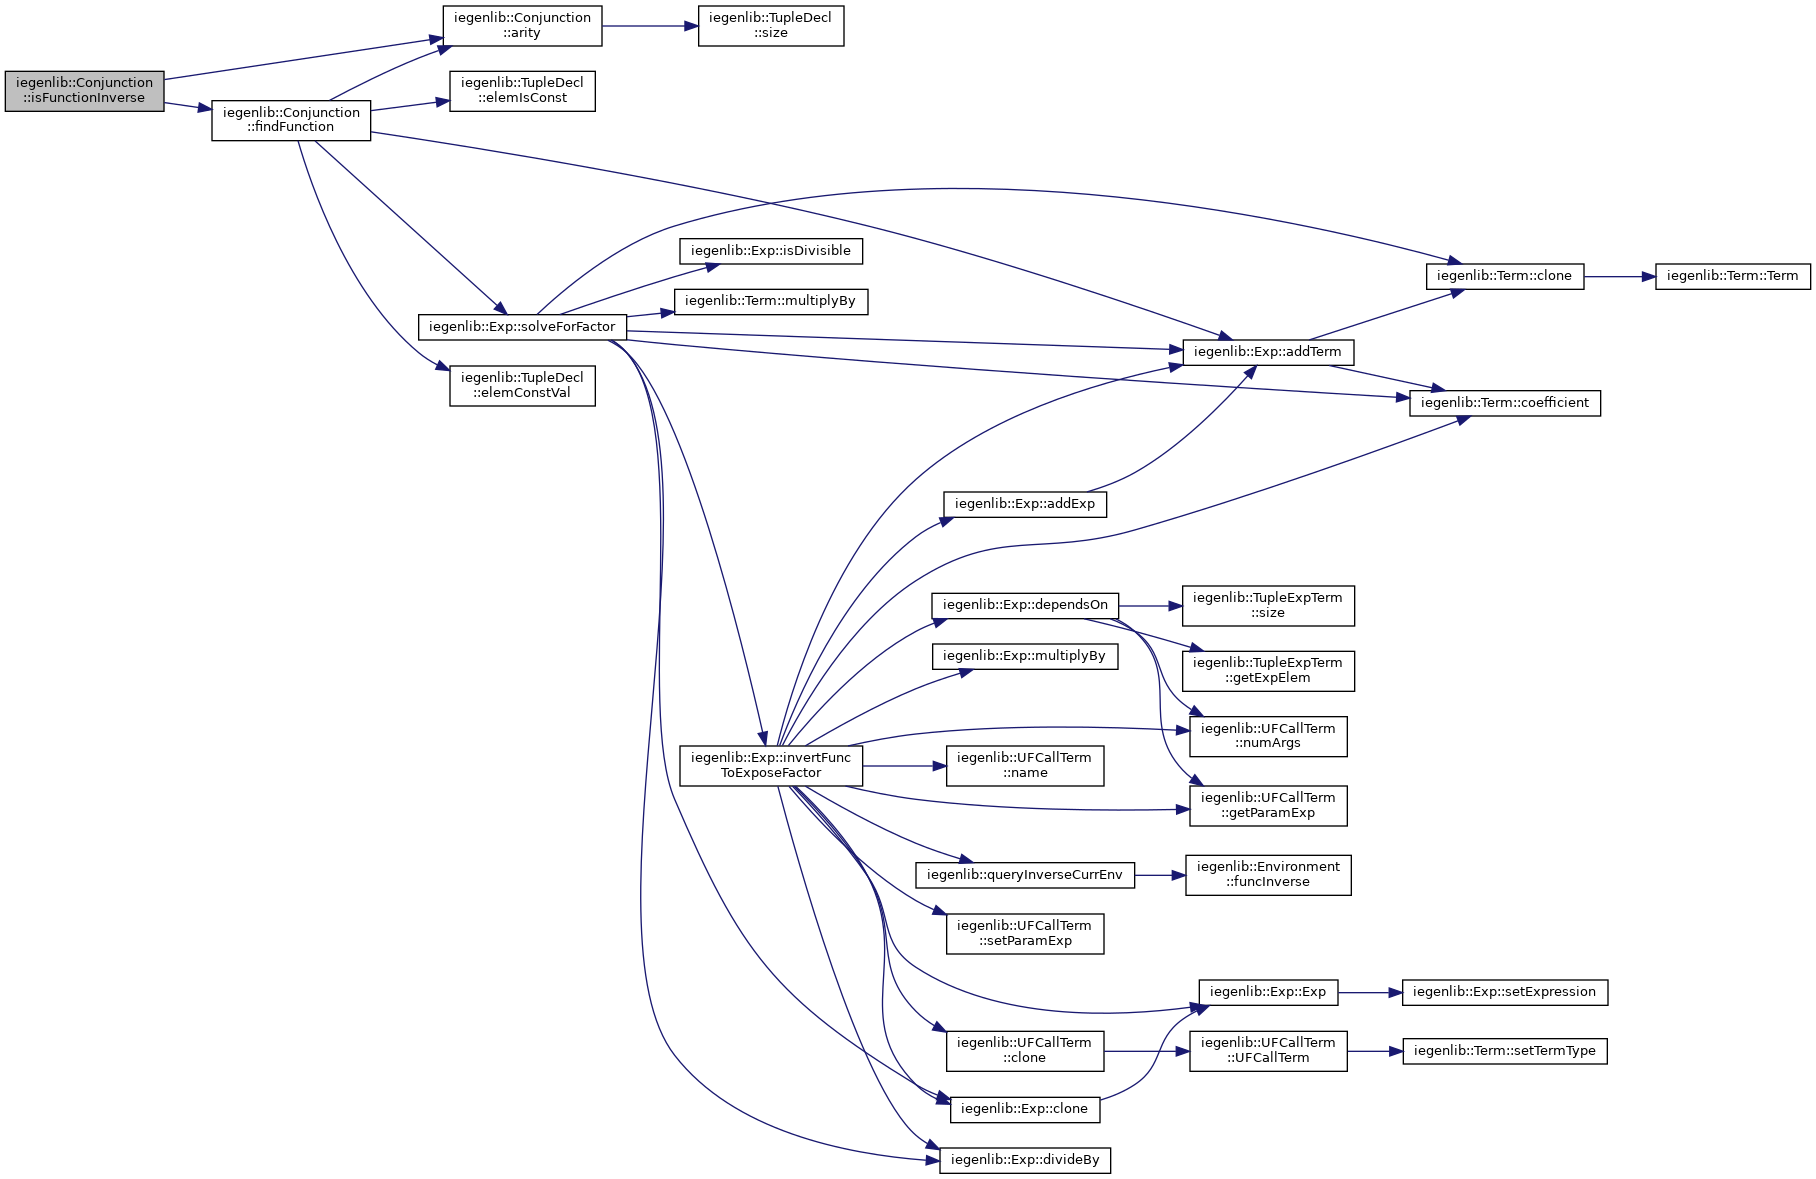 iegenlib::Conjunction
::isFunctionInverse
iegenlib::Conjunction
::arity
iegenlib::TupleDecl
::size
iegenlib::Conjunction
::findFunction
iegenlib::TupleDecl
::elemIsConst
iegenlib::Exp::solveForFactor
iegenlib::TupleDecl
::elemConstVal
iegenlib::Exp::isDivisible
iegenlib::Term::multiplyBy
iegenlib::Term::clone
iegenlib::Term::Term
iegenlib::Exp::addTerm
iegenlib::Term::coefficient
iegenlib::Exp::addExp
iegenlib::Exp::dependsOn
iegenlib::TupleExpTerm
::size
iegenlib::Exp::multiplyBy
iegenlib::TupleExpTerm
::getExpElem
iegenlib::UFCallTerm
::numArgs
iegenlib::Exp::invertFunc
ToExposeFactor
iegenlib::UFCallTerm
::name
iegenlib::UFCallTerm
::getParamExp
iegenlib::queryInverseCurrEnv
iegenlib::Environment
::funcInverse
iegenlib::UFCallTerm
::setParamExp
iegenlib::Exp::Exp
iegenlib::Exp::setExpression
iegenlib::UFCallTerm
::clone
iegenlib::UFCallTerm
::UFCallTerm
iegenlib::Term::setTermType
iegenlib::Exp::clone
iegenlib::Exp::divideBy